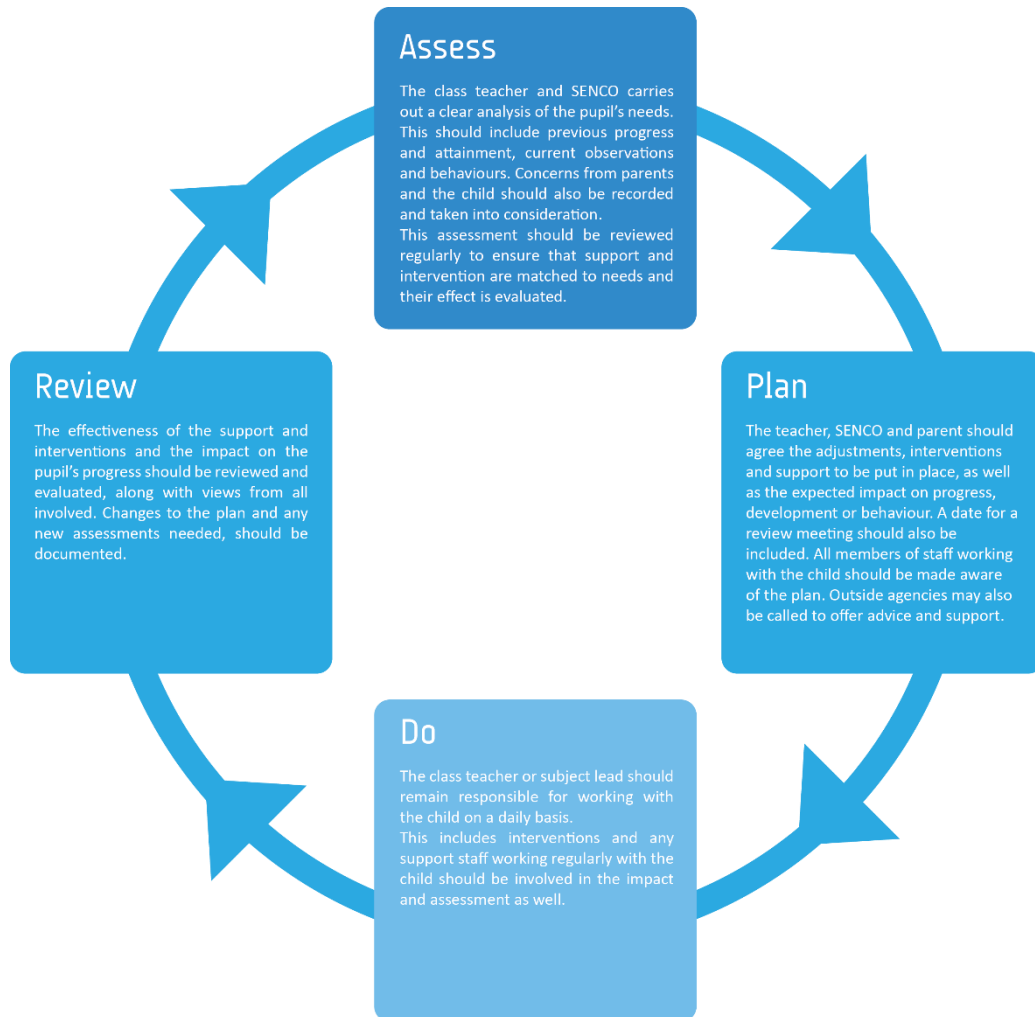 Assess
The class teacher and SENCO carries
out a clear analysis of the pupil's needs.
This should include previous progress
and attainment, current observations
and behaviours. Concerns from parents
and the child should also be recorded
and taken into consideration.
This assessment should be reviewed
regularly to ensure that support and
intervention are matched to needs and
their effect is evaluated.
Plan
The teacher, SENCO and parent should
agree the adjustments, interventions
and support to be put in place, as well
as the expected impact on progress,
development or behaviour. A date for a
review meeting should also be
included. All members of staff working
with the child should be made aware
of the plan. Outside agencies may also
be called to offer advice and support.
Do
The class teacher or subject lead should
remain responsible for working with
the child on a daily basis.
This includes interventions and any
support staff working regularly with the
child should be involved in the impact
and assessment as well.
Review
The effectiveness of the support and
interventions and the impact on the
pupil's progress should be reviewed and
evaluated, along with views from all
involved. Changes to the plan and any
new assessments needed, should be
documented.